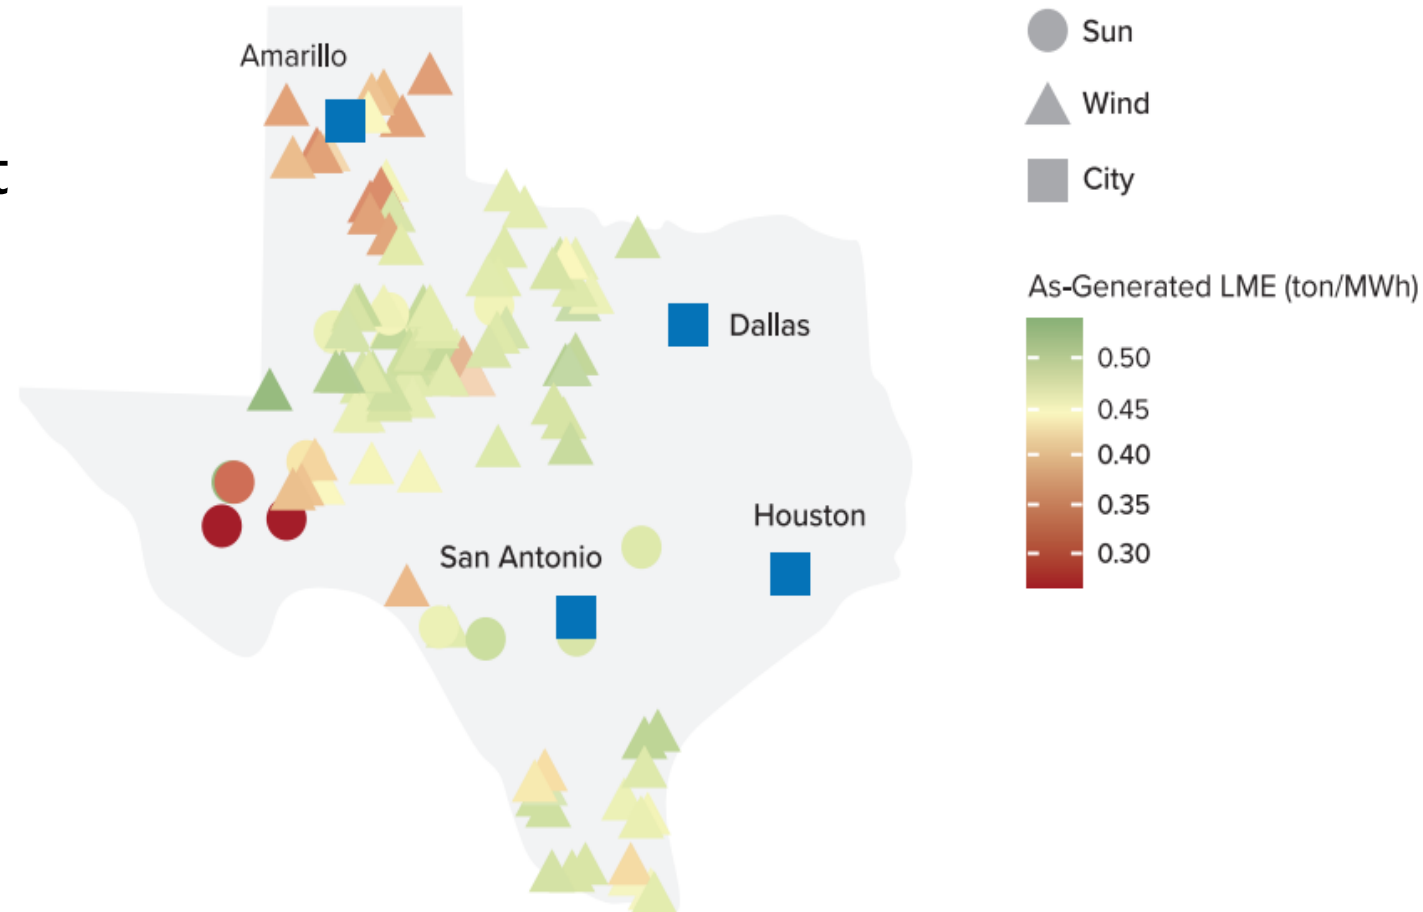 Amarillo
t
Dallas
Houston
San Antonio
Sun
Wind
City
As-Generated LME (ton/MWh)
0.50
0.45
0.40
0.35
0.30